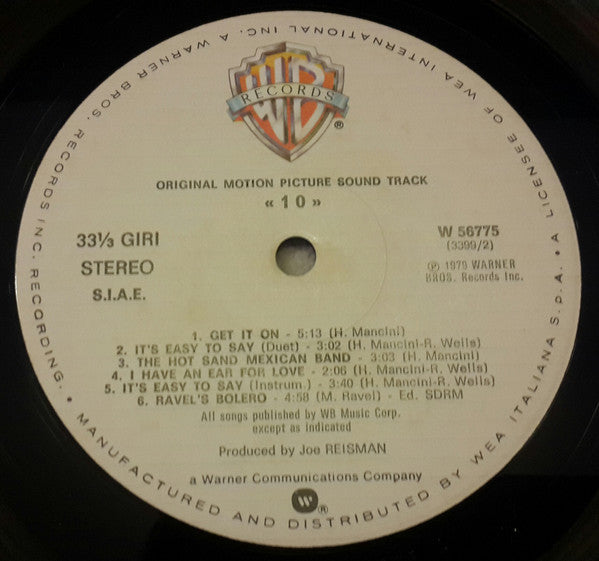 WB
RECORDS
®
ORIGINAL MOTION PICTURE SOUND TRACK
« 10 »
33⅓ GIRI
STEREO
S.I.A.E.
W 56775
(3399/2)
℗ 1979 WARNER
BROS. Records Inc.
1. GET IT ON - 5:13 (H. Mancini)
2. IT'S EASY TO SAY (Duet) - 3:02 (H. Mancini-R. Wells)
3. THE HOT SAND MEXICAN BAND - 3:03 (H. Mancini)
4. I HAVE AN EAR FOR LOVE - 2:06 (H. Mancini-R. Wells)
5. IT'S EASY TO SAY (Instrum.) - 3:40 (H. Mancini-R. Wells)
6. RAVEL'S BOLERO - 4:58 (M. Ravel) - Ed. SDRM
All songs published by WB Music Corp.
except as indicated
Produced by Joe REISMAN
a Warner Communications Company
®
• MANUFACTURED AND DISTRIBUTED BY WEA ITALIANA S.p.A. • A LICENSEE OF WEA INTERNATIONAL INC. A WARNER BROS. RECORDS INC. RECORDING.